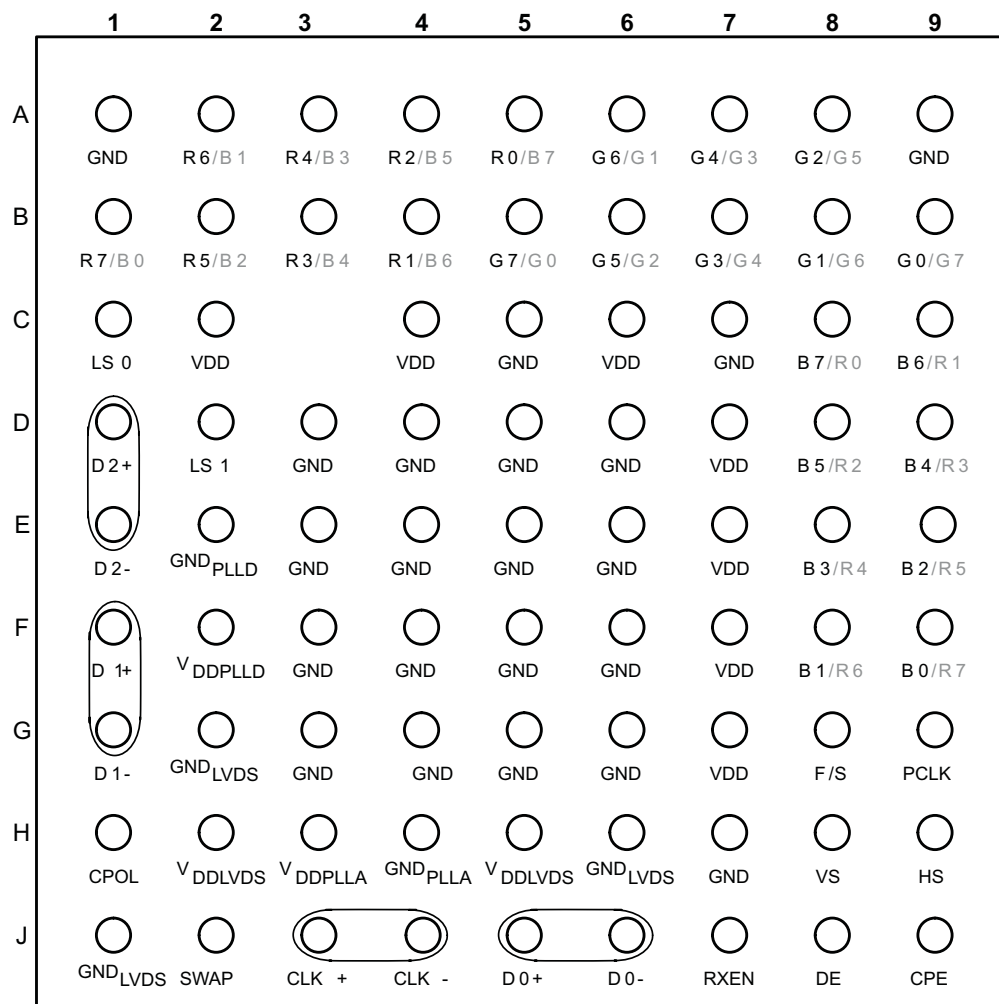 1 2 3 4 5 6 7 8 9
A
GND R6/B1 R4/B3 R2/B5 R0/B7 G6/G1 G4/G3 G2/G5 GND
B
R7/B0 R5/B2 R3/B4 R1/B6 G7/G0 G5/G2 G3/G4 G1/G6 G0/G7
C
LS0 VDD VDD GND VDD GND B7/R0 B6/R1
D
D2+ LS1 GND GND GND GND VDD B5/R2 B4/R3
E
D2- GNDPLLD GND GND GND GND VDD B3/R4 B2/R5
F
D1+ VDDPLLD GND GND GND GND VDD B1/R6 B0/R7
G
D1- GNDLVDS GND GND GND GND VDD F/S PCLK
H
CPOL VDDLVDS VDDPLLA GNDPLLA VDDLVDS GNDLVDS GND VS HS
J
GNDLVDS SWAP CLK + CLK - D0+ D0- RXEN DE CPE